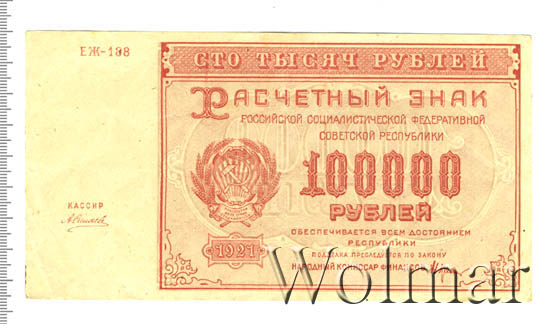 ЕЖ-198
СТО ТЫСЯЧ РУБЛЕЙ
РАСЧЕТНЫЙ ЗНАК
РОССИЙСКОЙ СОЦИАЛИСТИЧЕСКОЙ ФЕДЕРАТИВНОЙ
СОВЕТСКОЙ РЕСПУБЛИКИ
100000
РУБЛЕЙ
КАССИР
1921
ОБЕСПЕЧИВАЕТСЯ ВСЕМ ДОСТОЯНИЕМ
РЕСПУБЛИКИ
ПОДДЕЛКА ПРЕСЛЕДУЕТСЯ ПО ЗАКОНУ
НАРОДНЫЙ КОМИССАР ФИНАНСОВ
Wolmar